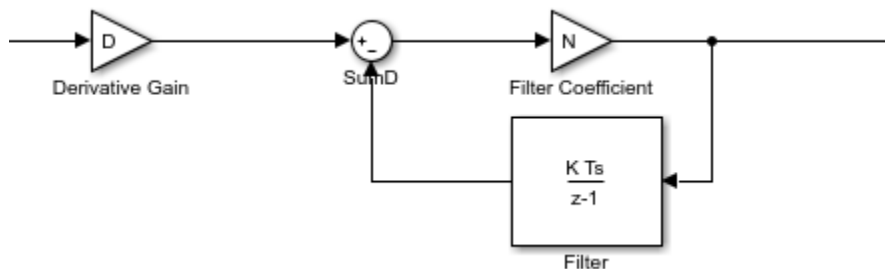 D
+
−
N
Derivative Gain
SumD
Filter Coefficient
K Ts
z-1
Filter